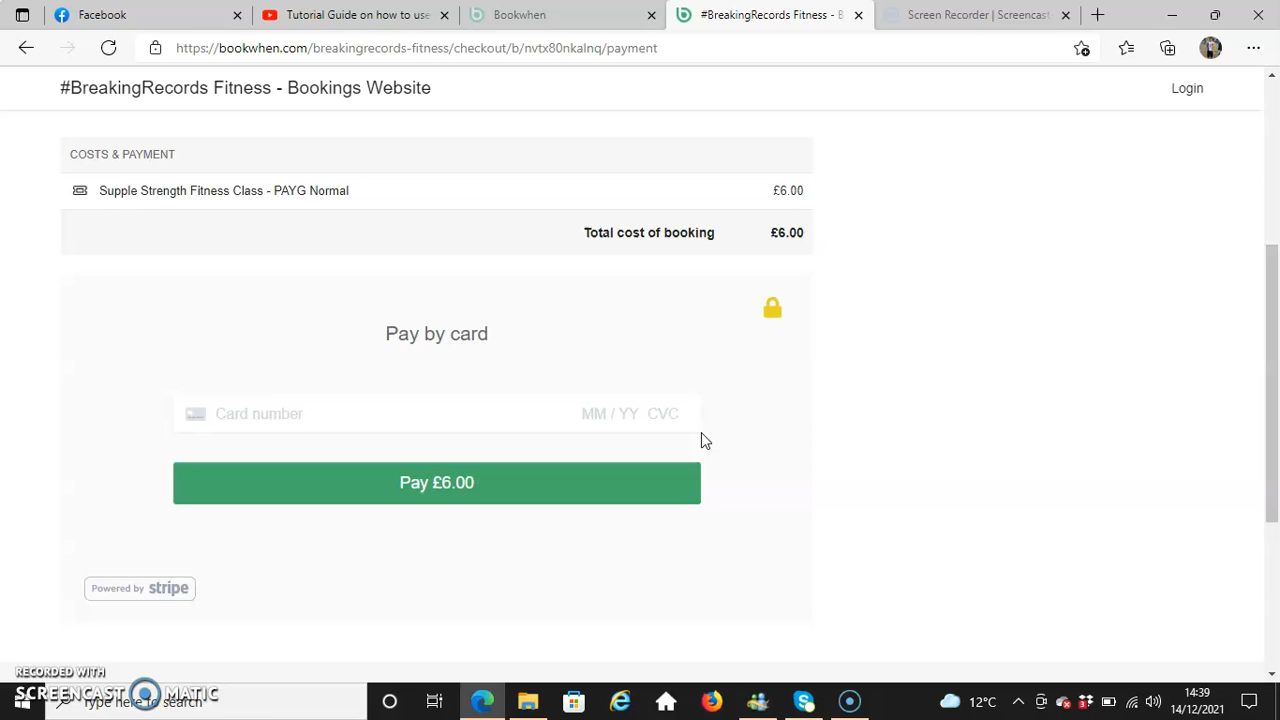 Facebook
Tutorial Guide on how to use
Bookwhen
#BreakingRecords Fitness - B
Screen Recorder | Screencast
https://bookwhen.com/breakingrecords-fitness/checkout/b/nvtx80nkalnq/payment
#BreakingRecords Fitness - Bookings Website
Login
COSTS & PAYMENT
Supple Strength Fitness Class - PAYG Normal £6.00
Total cost of booking £6.00
Pay by card
Card number MM / YY CVC
Pay £6.00
Powered by stripe
RECORDED WITH
SCREENCAST MATIC
Type here to search
12°C
14:39
14/12/2021